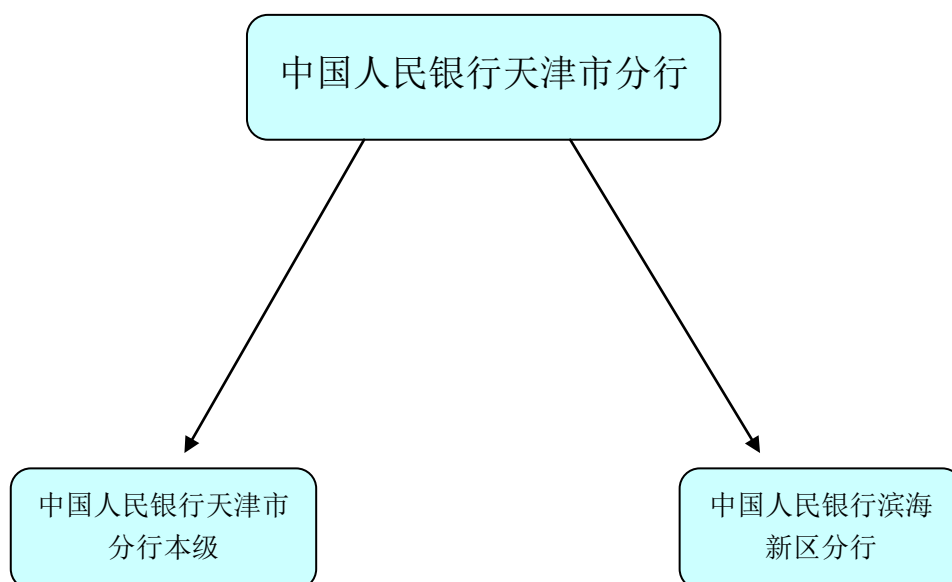 中国人民银行天津市分行
中国人民银行天津市
分行本级
中国人民银行滨海
新区分行